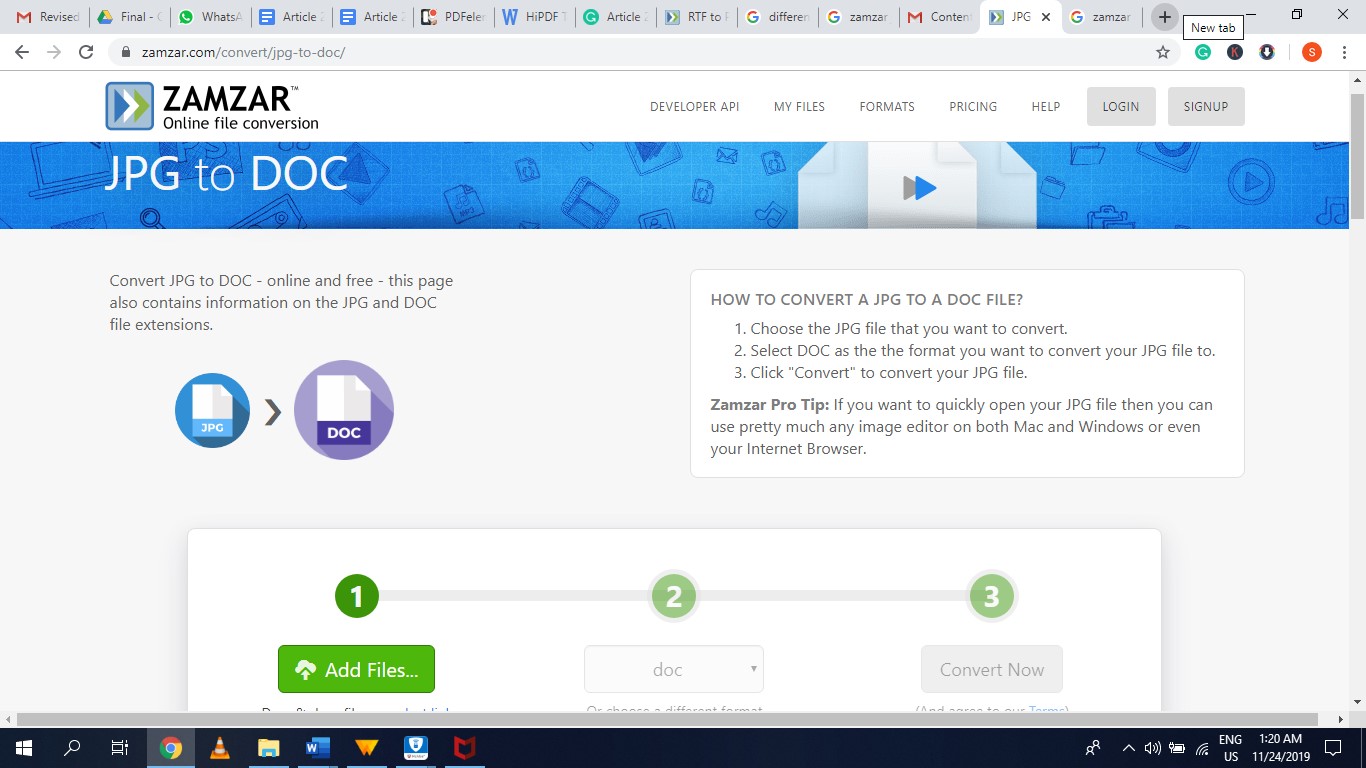 Revised
Final - G
WhatsA
Article 2
Article 2
PDFeler
HiPDF T
Article 2
RTF to P
differen
zamzar
Content
JPG
zamzar
New tab
zamzar.com/convert/jpg-to-doc/
S
ZAMZAR™
Online file conversion
DEVELOPER API
MY FILES
FORMATS
PRICING
HELP
LOGIN
SIGNUP
JPG to DOC
Convert JPG to DOC - online and free - this page
also contains information on the JPG and DOC
file extensions.
JPG
DOC
HOW TO CONVERT A JPG TO A DOC FILE?
1. Choose the JPG file that you want to convert.
2. Select DOC as the the format you want to convert your JPG file to.
3. Click "Convert" to convert your JPG file.
Zamzar Pro Tip: If you want to quickly open your JPG file then you can
use pretty much any image editor on both Mac and Windows or even
your Internet Browser.
1
2
3
Add Files...
doc
Convert Now
Or choose a different format
(And agree to our Terms)
ENG
US
1:20 AM
11/24/2019